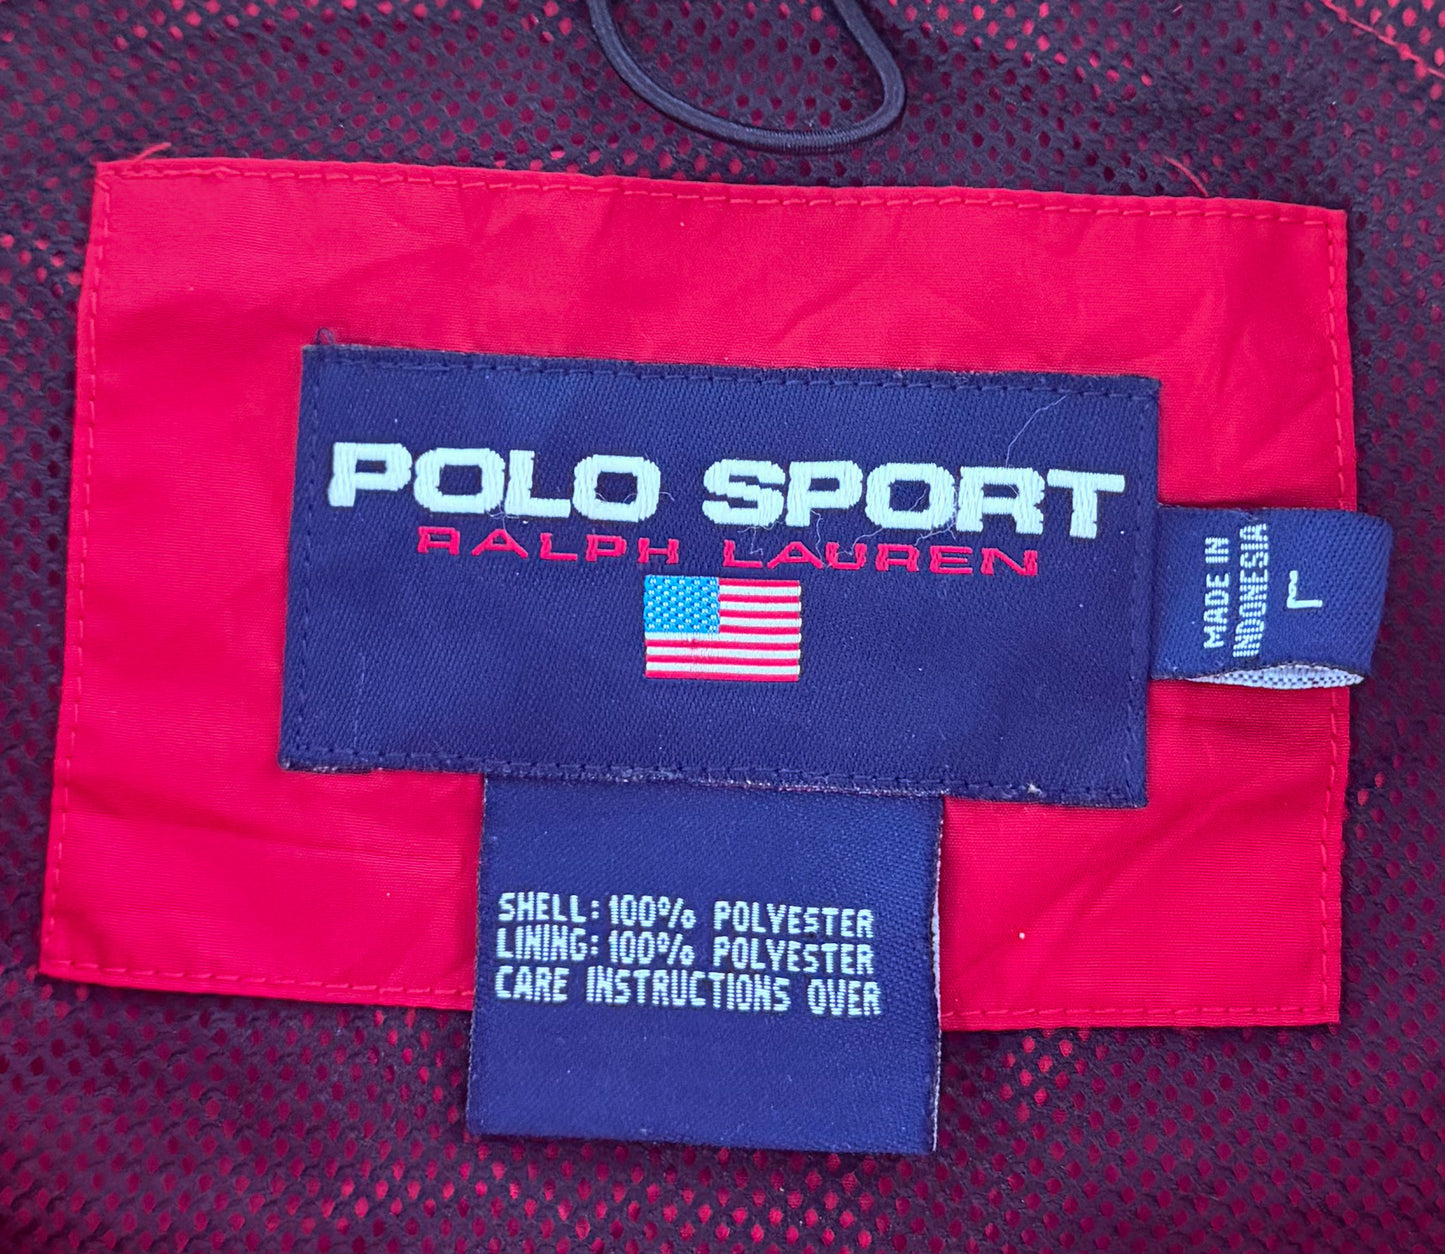 POLO SPORT
RALPH LAUREN
MADE IN
INDONESIA
L
SHELL: 100% POLYESTER
LINING: 100% POLYESTER
CARE INSTRUCTIONS OVER